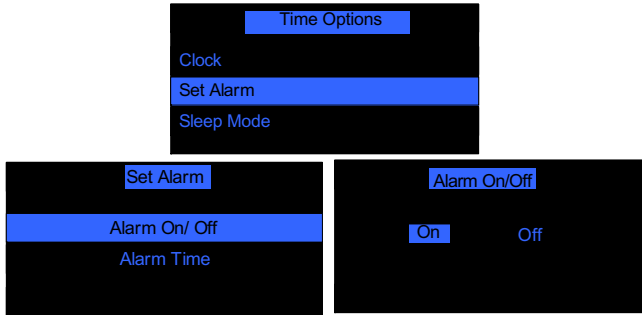 Time Options
Clock
Set Alarm
Sleep Mode
Set Alarm
Alarm On/ Off
Alarm Time
Alarm On/Off
On Off